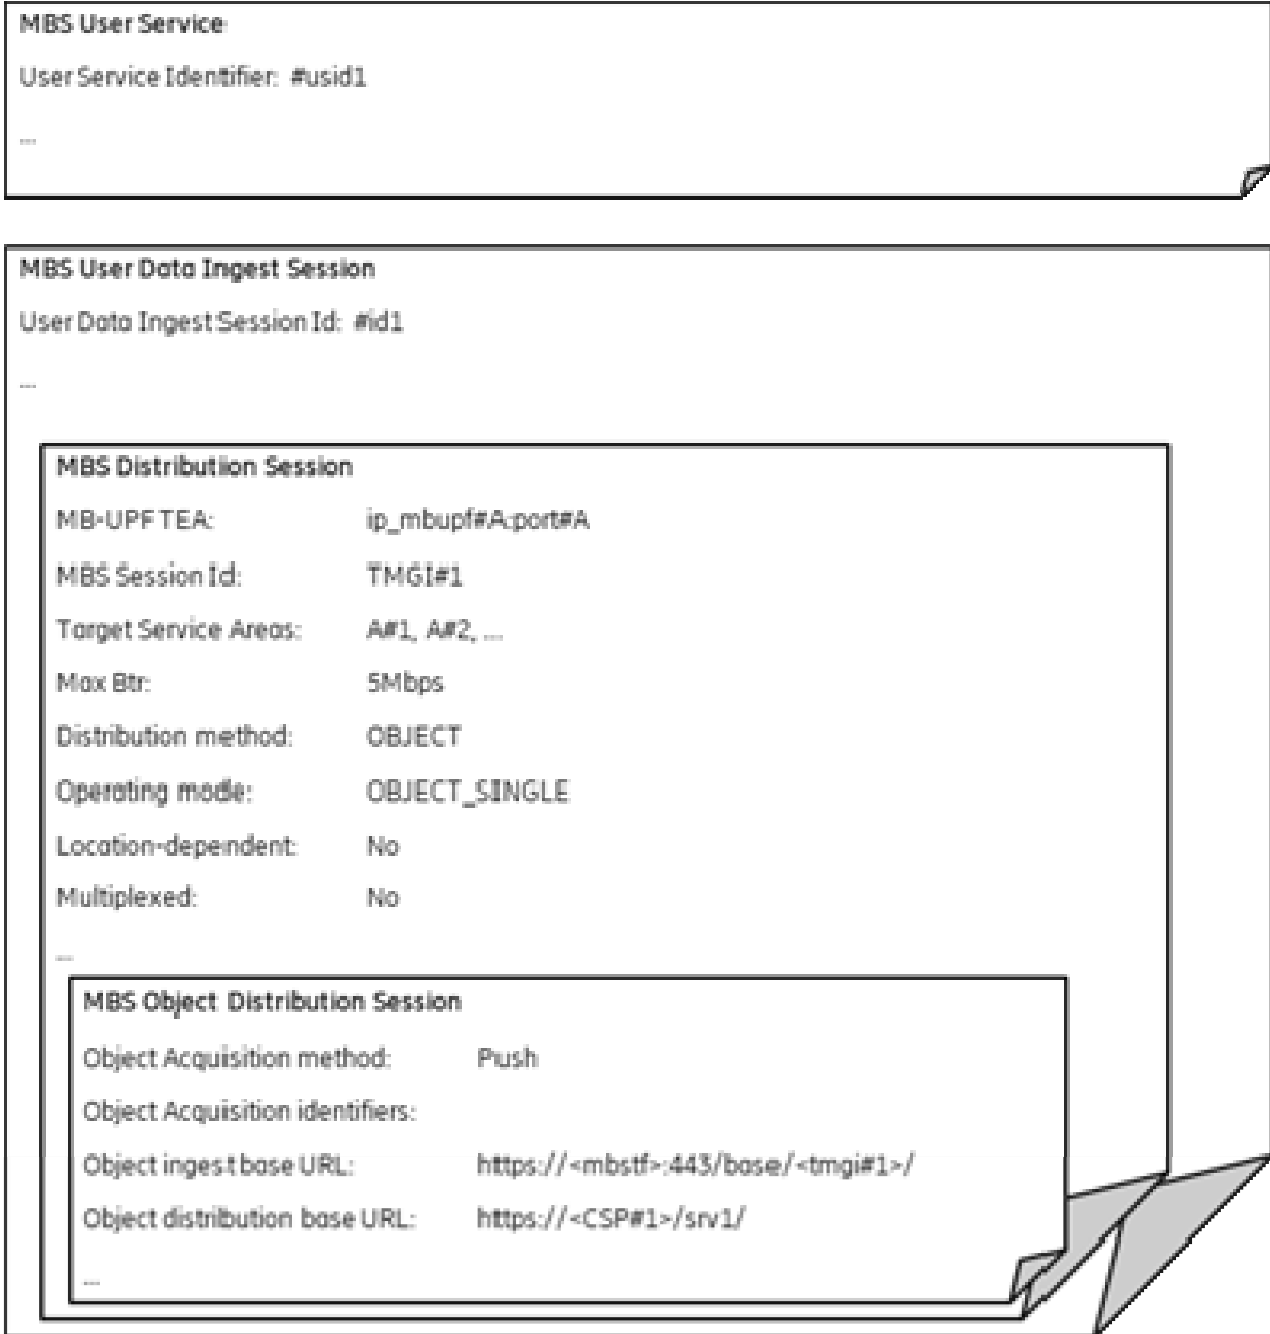 MBS User Service
User Service Identifier: #usid1
...
MBS User Data Ingest Session
User Data Ingest Session Id: #id1
...
MBS Distribution Session
MB-UPF TEA: ip_mbupf#A:port#A
MBS Session Id: TMGI#1
Target Service Areas: A#1, A#2, ...
Max Btr: 5Mbps
Distribution method: OBJECT
Operating mode: OBJECT_SINGLE
Location-dependent: No
Multiplexed: No
...
MBS Object Distribution Session
Object Acquisition method: Push
Object Acquisition identifiers:
Object ingest base URL: https://<mbstf>:443/base/<tmgi#1>/
Object distribution base URL: https://<CSP#1>/srv1/
...